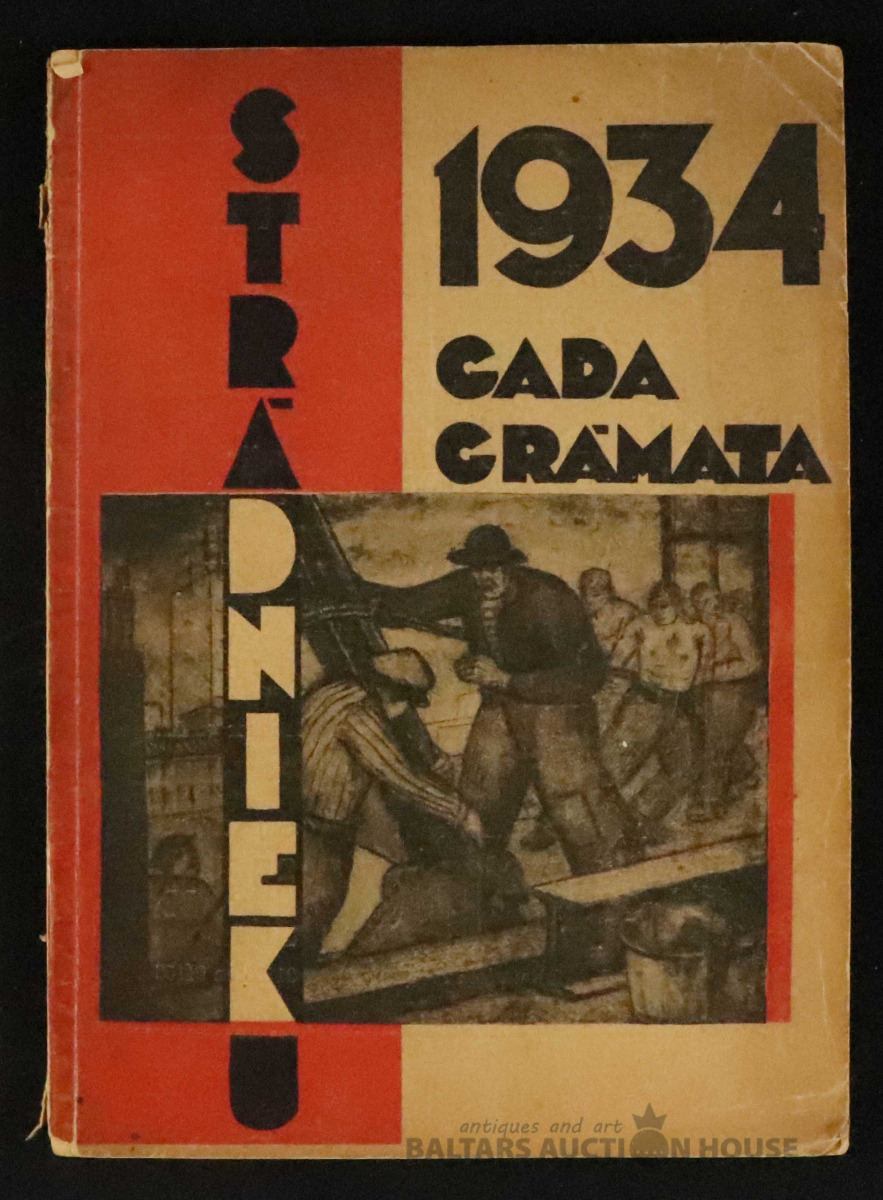 STRĀDNIEKU
1934
GADA
GRĀMATA
antiques and art
BALTARS AUCTION HOUSE